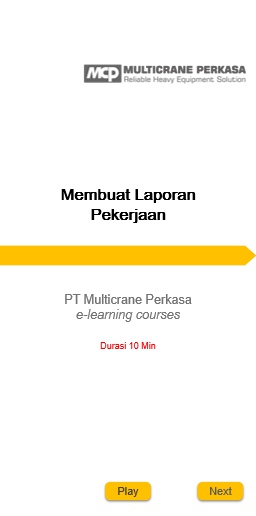 MCP MULTICRANE PERKASA
Reliable Heavy Equipment Solution
Membuat Laporan
Pekerjaan
PT Multicrane Perkasa
e-learning courses
Durasi 10 Min
Play
Next